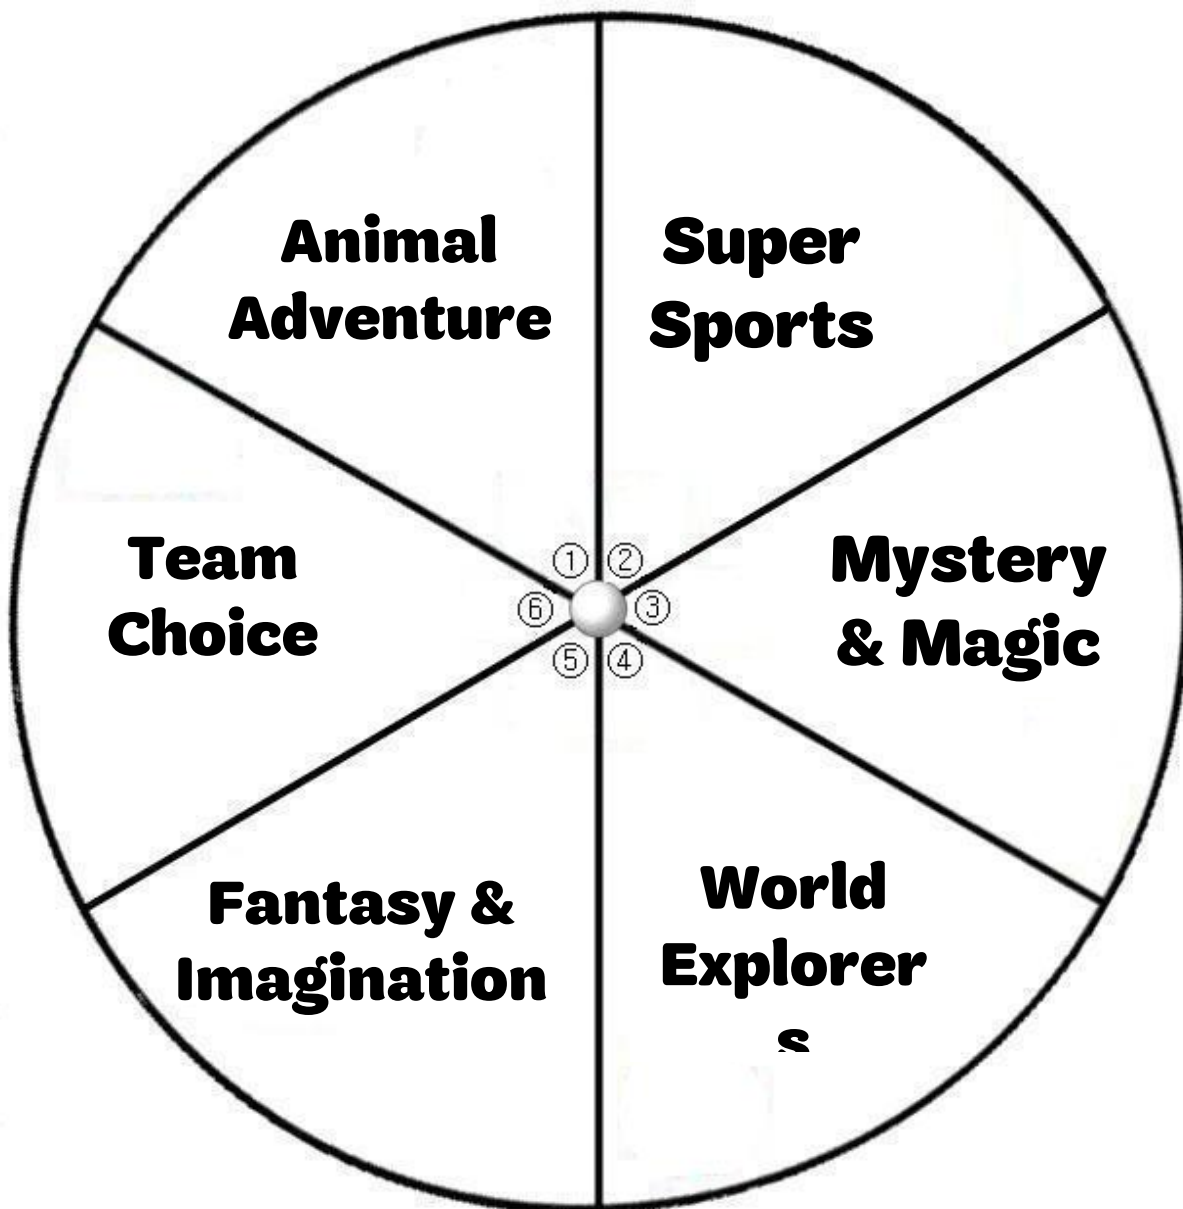 Animal
Adventure
Super
Sports
Team
Choice
① ②
⑥ ③
⑤ ④
Mystery
& Magic
Fantasy &
Imagination
World
Explorer
s